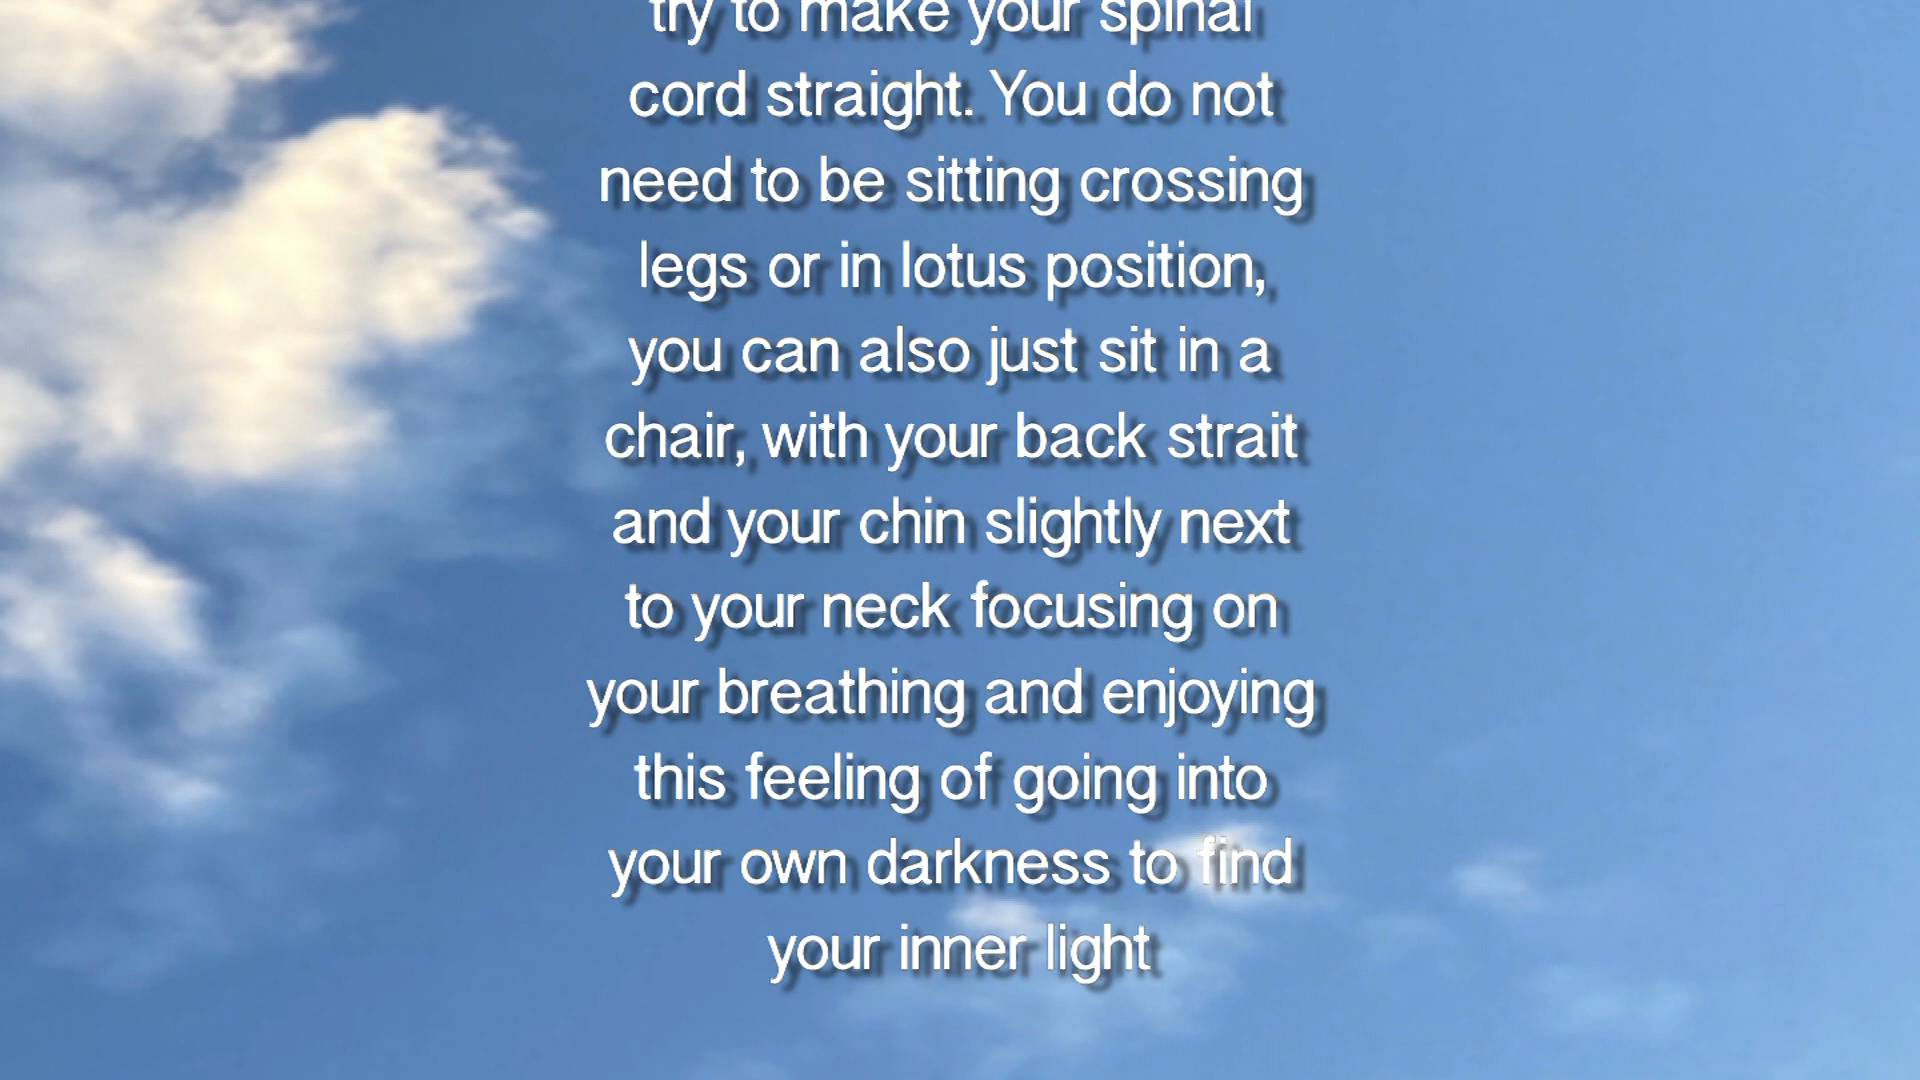 try to make your spinal
cord straight. You do not
need to be sitting crossing
legs or in lotus position,
you can also just sit in a
chair, with your back strait
and your chin slightly next
to your neck focusing on
your breathing and enjoying
this feeling of going into
your own darkness to find
your inner light